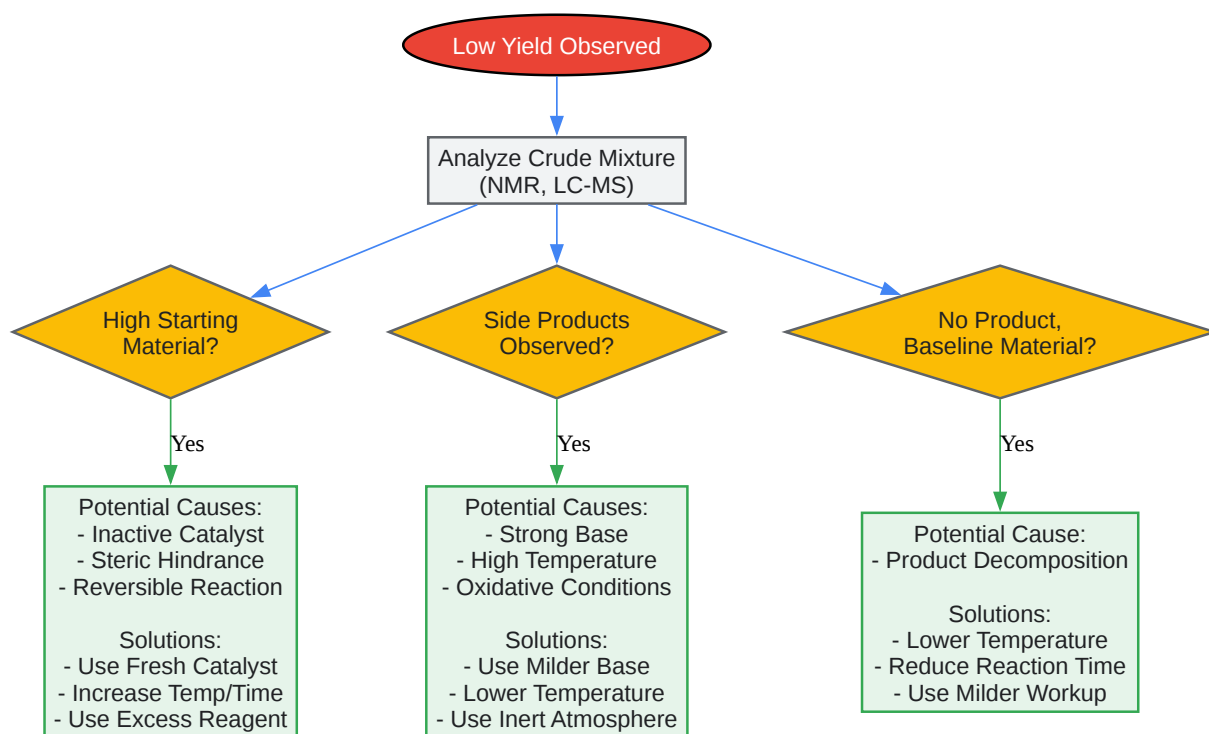 Low Yield Observed
Analyze Crude Mixture
(NMR, LC-MS)
High Starting
Material?
Side Products
Observed?
No Product,
Baseline Material?
Yes
Yes
Yes
Potential Causes:
- Inactive Catalyst
- Steric Hindrance
- Reversible Reaction
Solutions:
- Use Fresh Catalyst
- Increase Temp/Time
- Use Excess Reagent
Potential Causes:
- Strong Base
- High Temperature
- Oxidative Conditions
Solutions:
- Use Milder Base
- Lower Temperature
- Use Inert Atmosphere
Potential Cause:
- Product Decomposition
Solutions:
- Lower Temperature
- Reduce Reaction Time
- Use Milder Workup